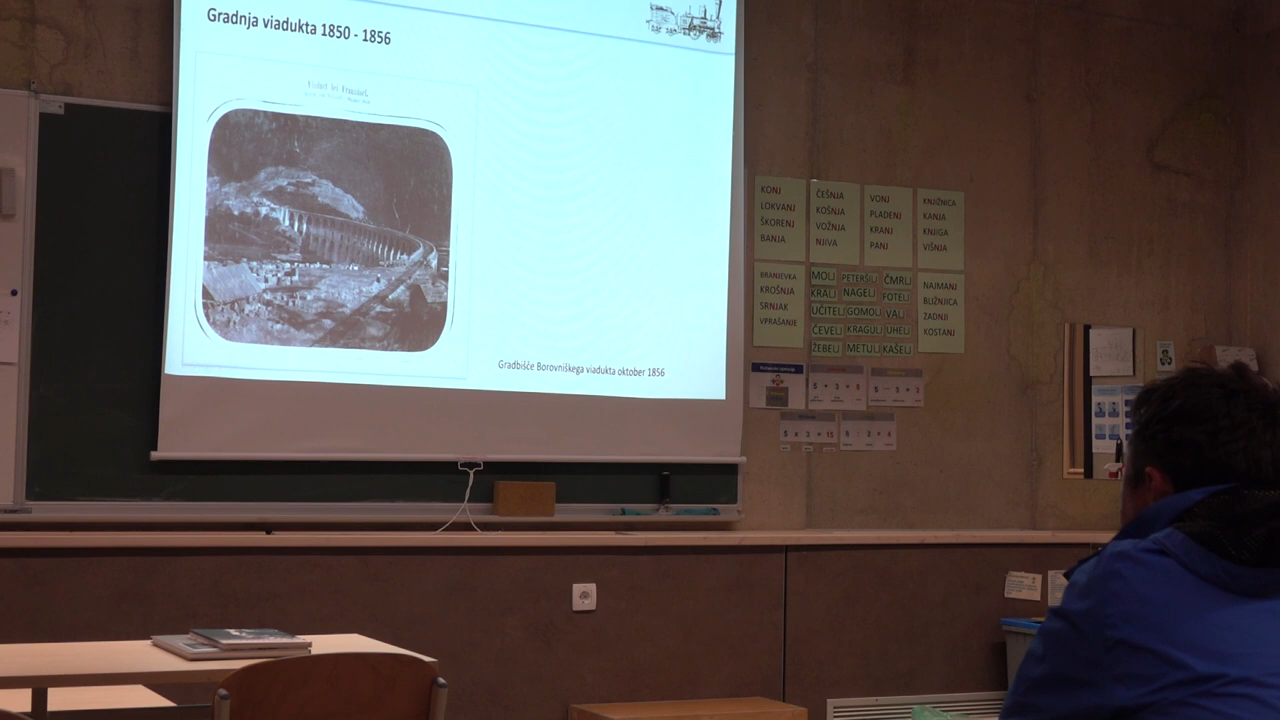 Gradnja viadukta 1850 - 1856
Gradbišče Borovniškega viadukta oktober 1856
KONJ
LOKVANJ
ŠKORENJ
BANJA
ČEŠNJA
KOŠNJA
VOŽNJA
NJIVA
VONJ
PLADENJ
KRANJ
PANJ
KNJIŽNICA
KANJA
KNJIGA
VIŠNJA
BRANJEVKA
KROŠNJA
SRNJAK
VPRAŠANJE
MOLJ PETERŠILJ ČMRLJ
KRALJ NAGELJ FOTELJ
UČITELJ GOMOLJ VALJ
ČEVELJ KRAGULJ UHELJ
ŽEBELJ METULJ KAŠELJ
NAJMANJ
BLIŽNJICA
ZADNJI
KOSTANJ
5 x 3 = 15